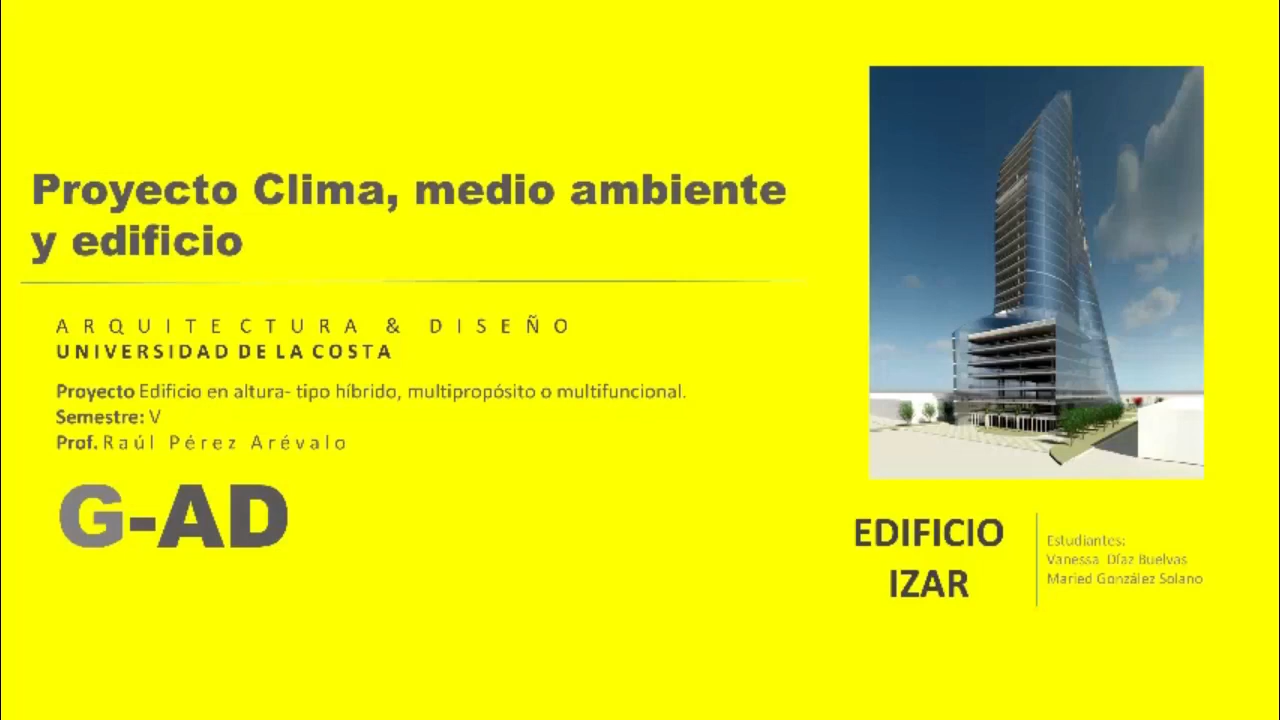 Proyecto Clima, medio ambiente
y edificio
ARQUITECTURA & DISEÑO
UNIVERSIDAD DE LA COSTA
Proyecto Edificio en altura- tipo híbrido, multipropósito o multifuncional.
Semestre: V
Prof. Raúl Pérez Arévalo
G-AD
EDIFICIO
IZAR
Estudiantes:
Vanessa Díaz Buelvas
Maried González Solano